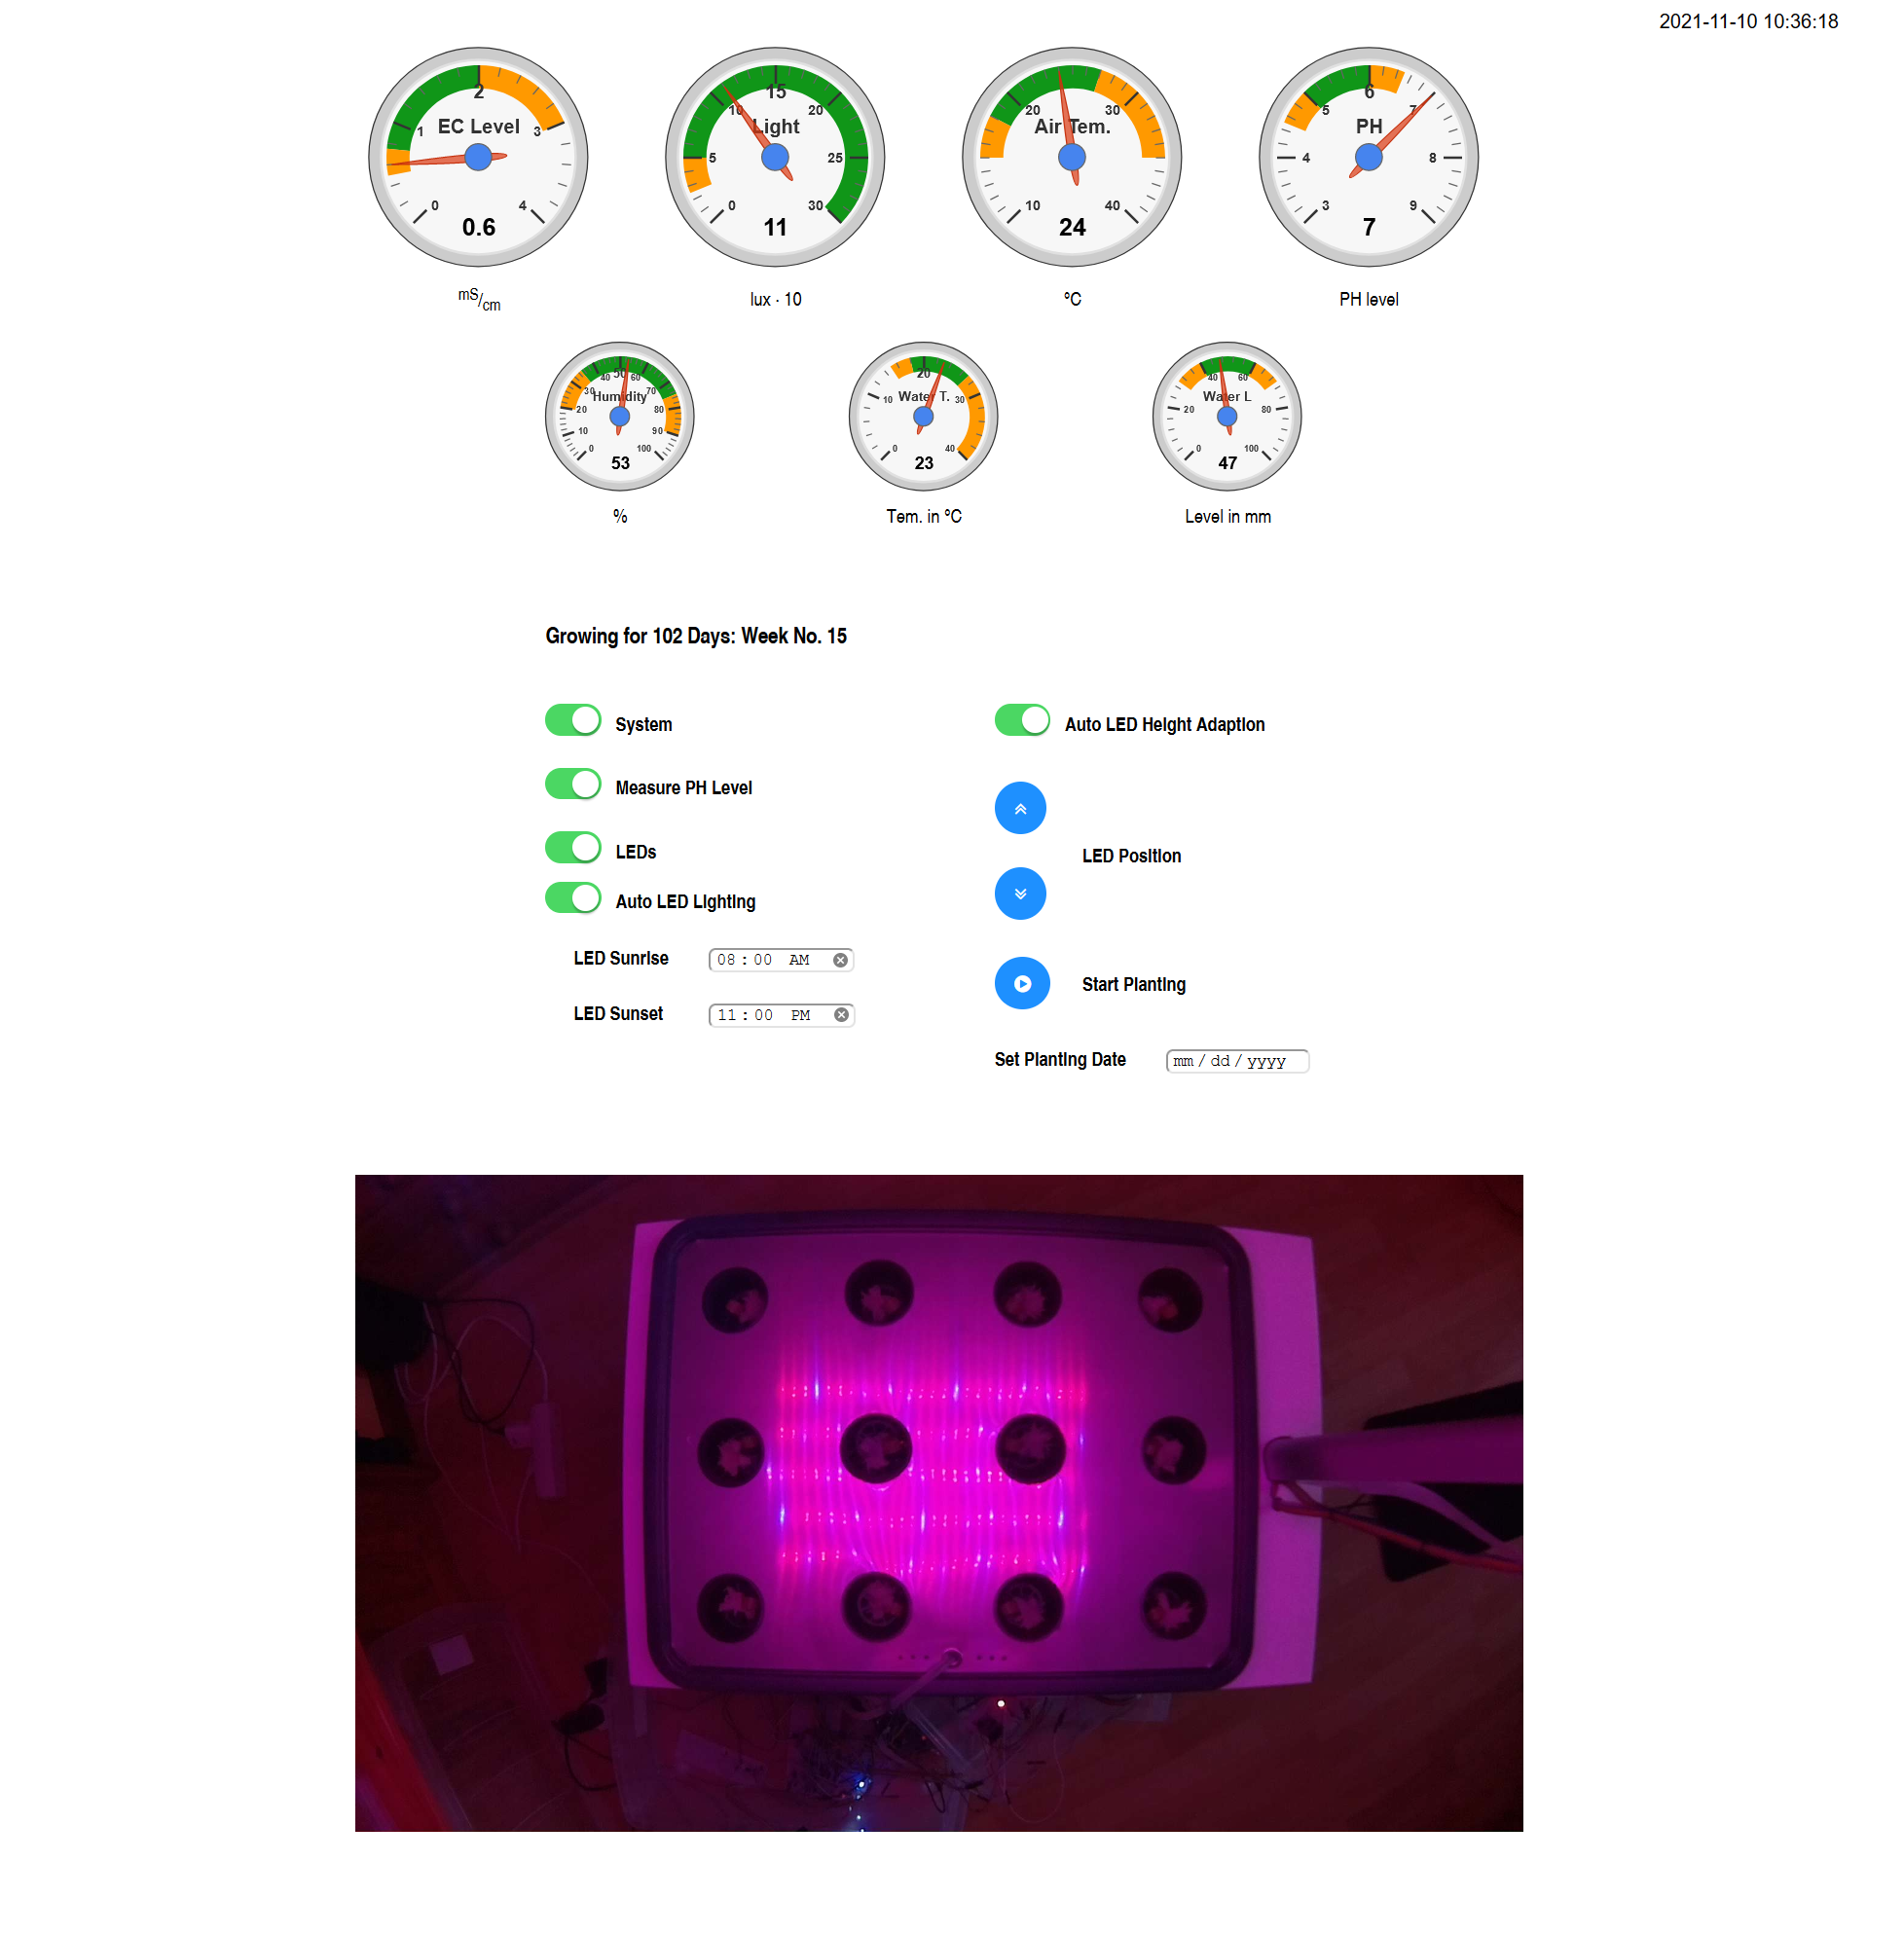 2021-11-10 10:36:18
EC Level
0 1 2 3 4
0.6
mS/cm
Light
0 5 10 15 20 25 30
11
lux · 10
Air Tem.
10 20 30 40
24
°C
PH
3 4 5 6 7 8 9
7
PH level
Humidity
0 10 20 30 40 50 60 70 80 90 100
53
%
Water T.
0 10 20 30 40
23
Tem. in °C
Water L
0 20 40 60 80 100
47
Level in mm
Growing for 102 Days: Week No. 15
System
Auto LED Height Adaption
Measure PH Level
LEDs
LED Position
Auto LED Lighting
LED Sunrise 08:00 AM
Start Planting
LED Sunset 11:00 PM
Set Planting Date mm/dd/yyyy